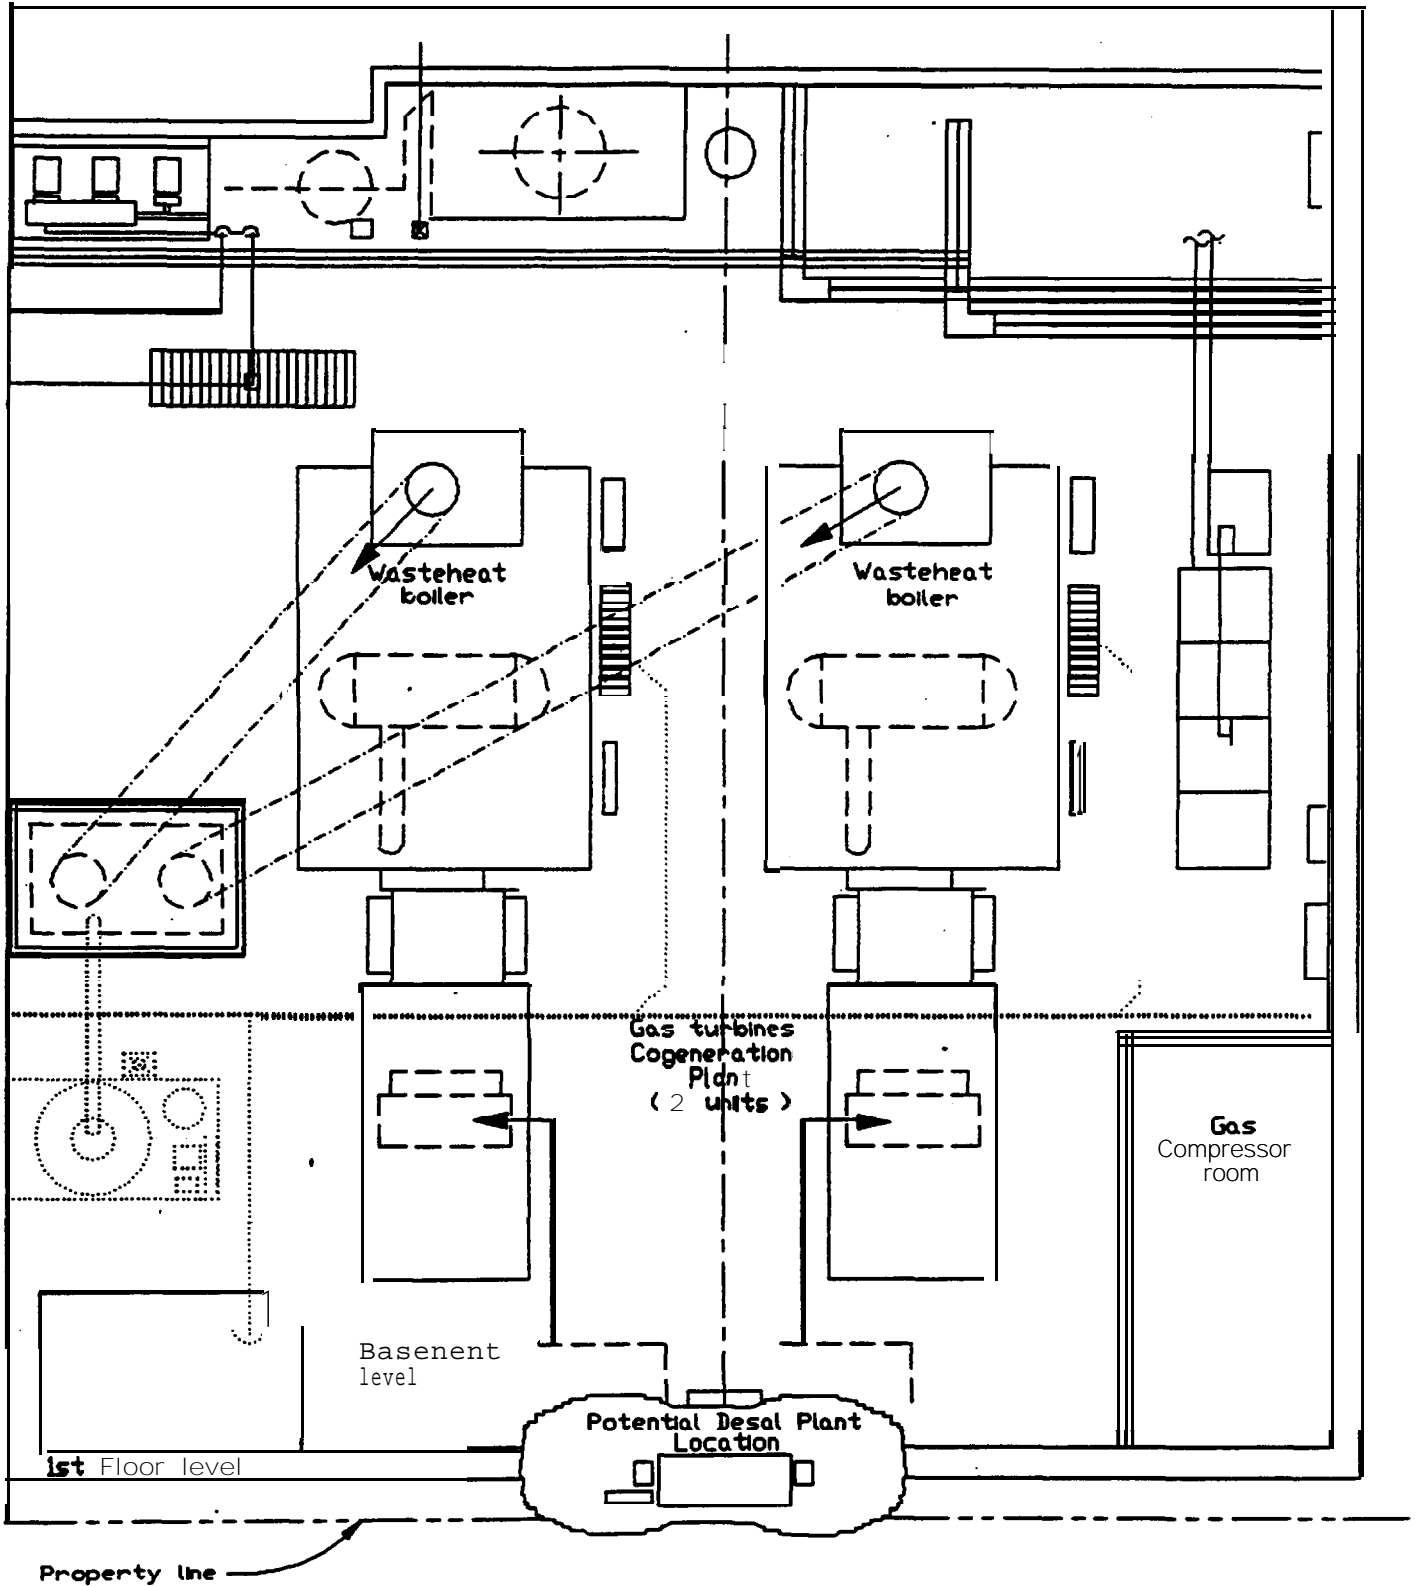 Wasteheat
boiler
Wasteheat
boiler
Gas turbines
Cogeneration
Plant
( 2 units )
Gas
Compressor
room
Basenent
level
Potential Desal Plant
Location
1st Floor level
Property line